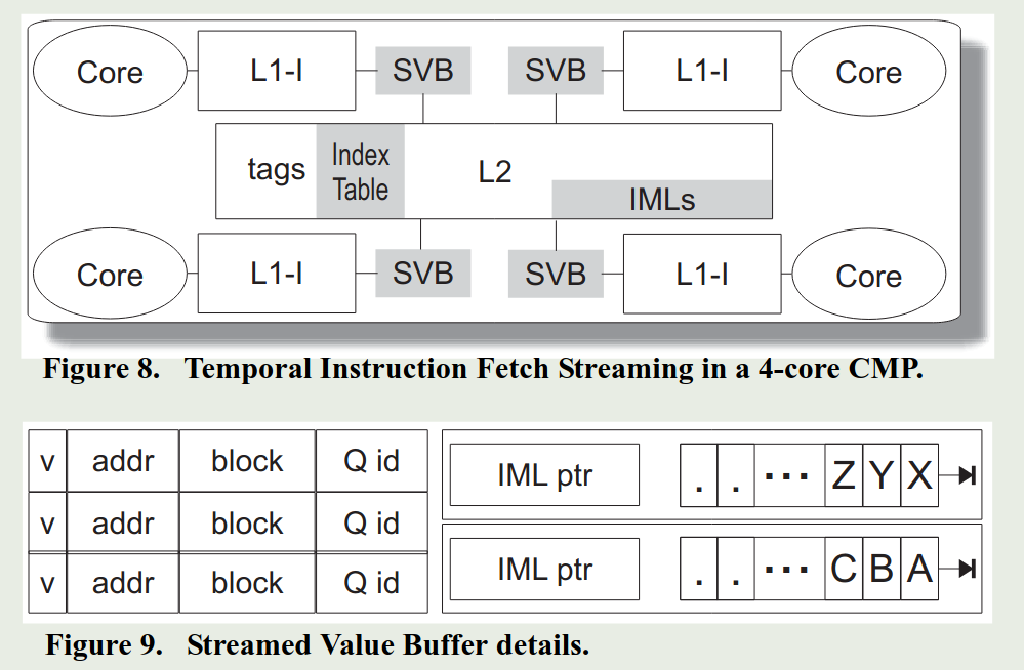 Core L1-I SVB SVB L1-I Core
tags Index Table L2 IMLs
Core L1-I SVB SVB L1-I Core
Figure 8. Temporal Instruction Fetch Streaming in a 4-core CMP.
v addr block Q id IML ptr . . ... Z Y X
v addr block Q id
v addr block Q id IML ptr . . ... C B A
Figure 9. Streamed Value Buffer details.